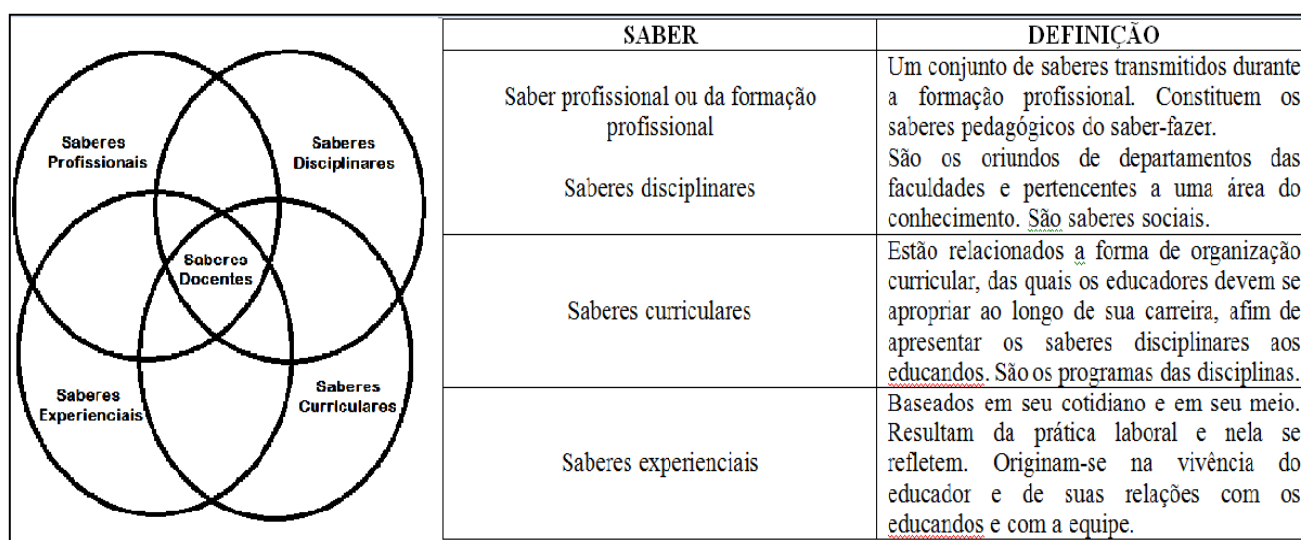 Saberes
Profissionais
Saberes
Disciplinares
Saberes
Docentes
Saberes
Experienciais
Saberes
Curriculares
SABER
DEFINIÇÃO
Saber profissional ou da formação
profissional
Um conjunto de saberes transmitidos durante
a formação profissional. Constituem os
saberes pedagógicos do saber-fazer.
Saberes disciplinares
São os oriundos de departamentos das
faculdades e pertencentes a uma área do
conhecimento. São saberes sociais.
Saberes curriculares
Estão relacionados a forma de organização
curricular, das quais os educadores devem se
apropriar ao longo de sua carreira, afim de
apresentar os saberes disciplinares aos
educandos. São os programas das disciplinas.
Saberes experienciais
Baseados em seu cotidiano e em seu meio.
Resultam da prática laboral e nela se
refletem. Originam-se na vivência do
educador e de suas relações com os
educandos e com a equipe.